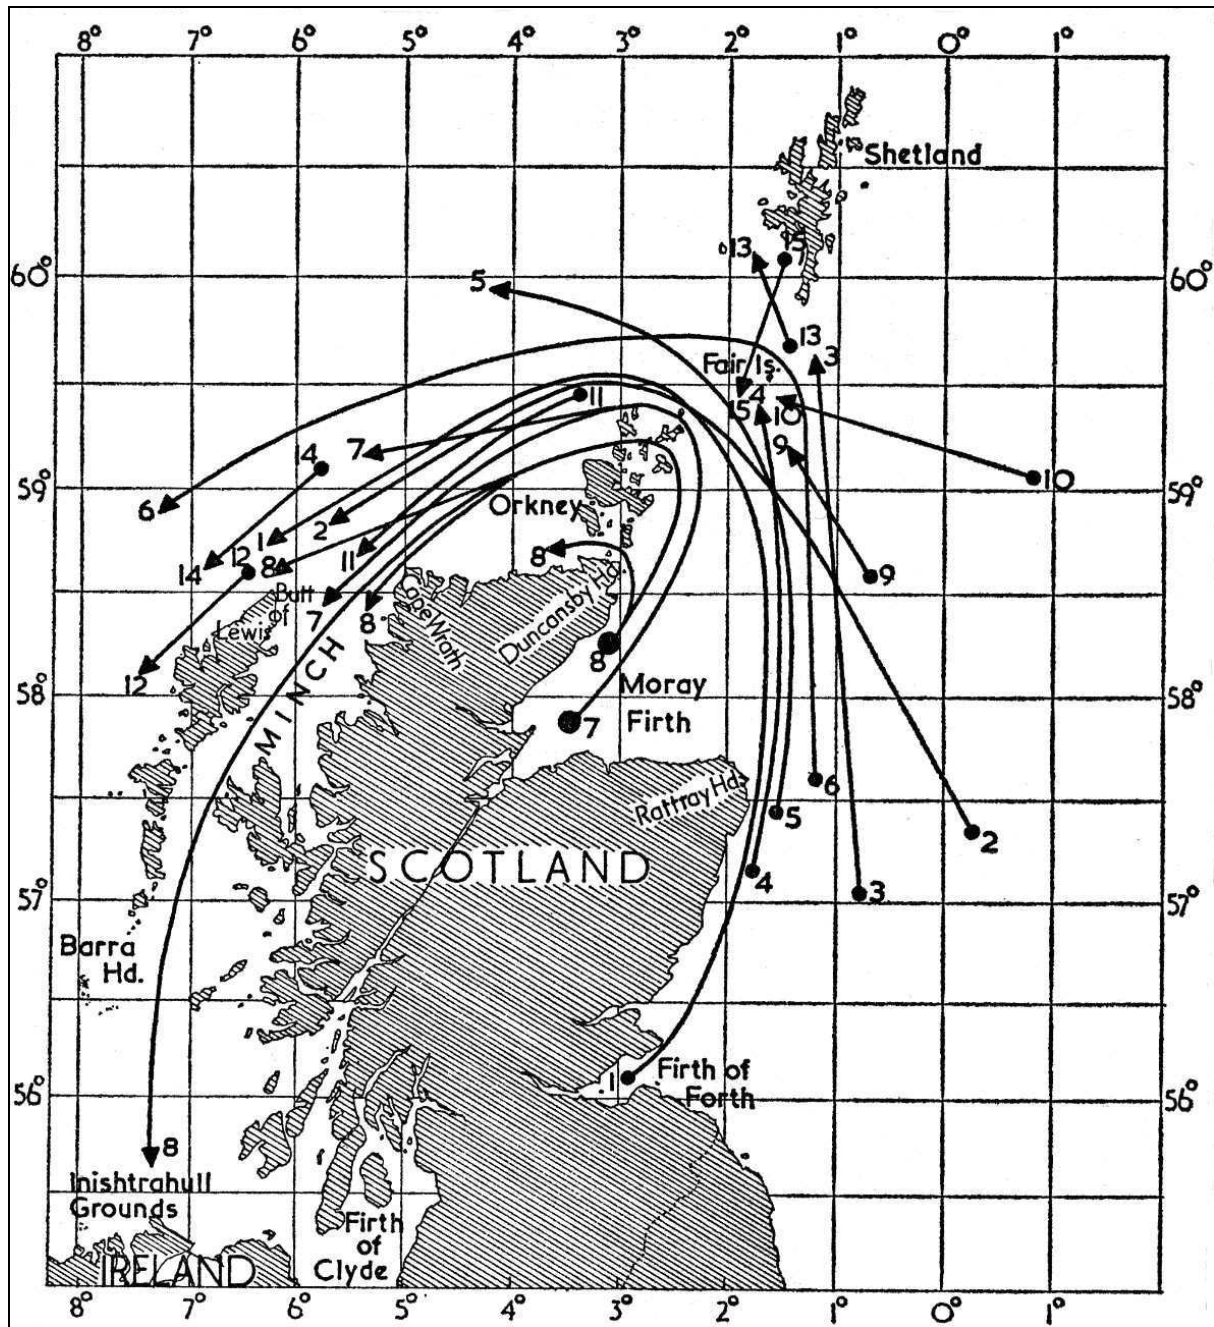 8° 7° 6° 5° 4° 3° 2° 1° 0° 1°
Shetland
15
13
60° 5 60°
13
3
Fair Is.
4
15 10
11
7 9
14
59° 10 59°
6 Orkney
1 2
12 11 8
14 8 9
Butt
of
Lewis
7 8
Cape Wrath
Duncansby Hd.
MINCH
8
12
58° Moray 58°
Firth
7
6
Rattray Hd.
5
2
SCOTLAND
4 3
57° 57°
Barra
Hd.
56° 1 Firth of 56°
Forth
8
Inishtrahull
Grounds
Firth
of
Clyde
IRELAND
8° 7° 6° 5° 4° 3° 2° 1° 0° 1°